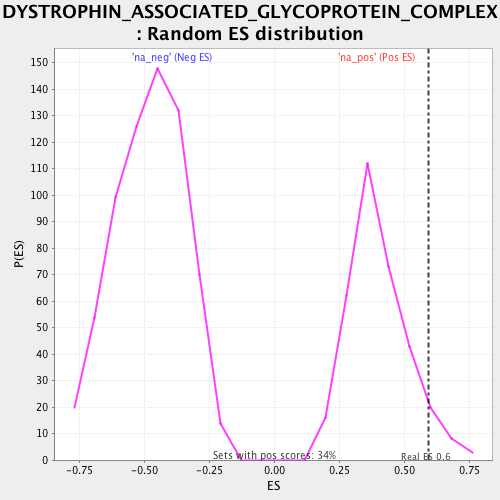 DYSTROPHIN_ASSOCIATED_GLYCOPROTEIN_COMPLEX
: Random ES distribution
'na_neg' (Neg ES)
'na_pos' (Pos ES)
150
140
130
120
110
100
90
80
70
60
50
40
30
20
10
0
P(ES)
Sets with pos scores: 34%
Real ES 0.6
−0.75
−0.50
−0.25
0.00
0.25
0.50
0.75
ES